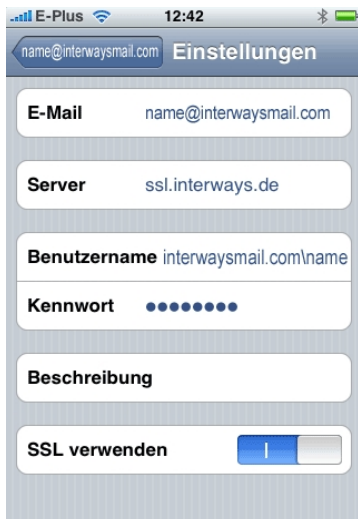 E-Plus 12:42
name@interwaysmail.com Einstellungen
E-Mail name@interwaysmail.com
Server ssl.interways.de
Benutzername interwaysmail.com\name
Kennwort ●●●●●●●●
Beschreibung
SSL verwenden